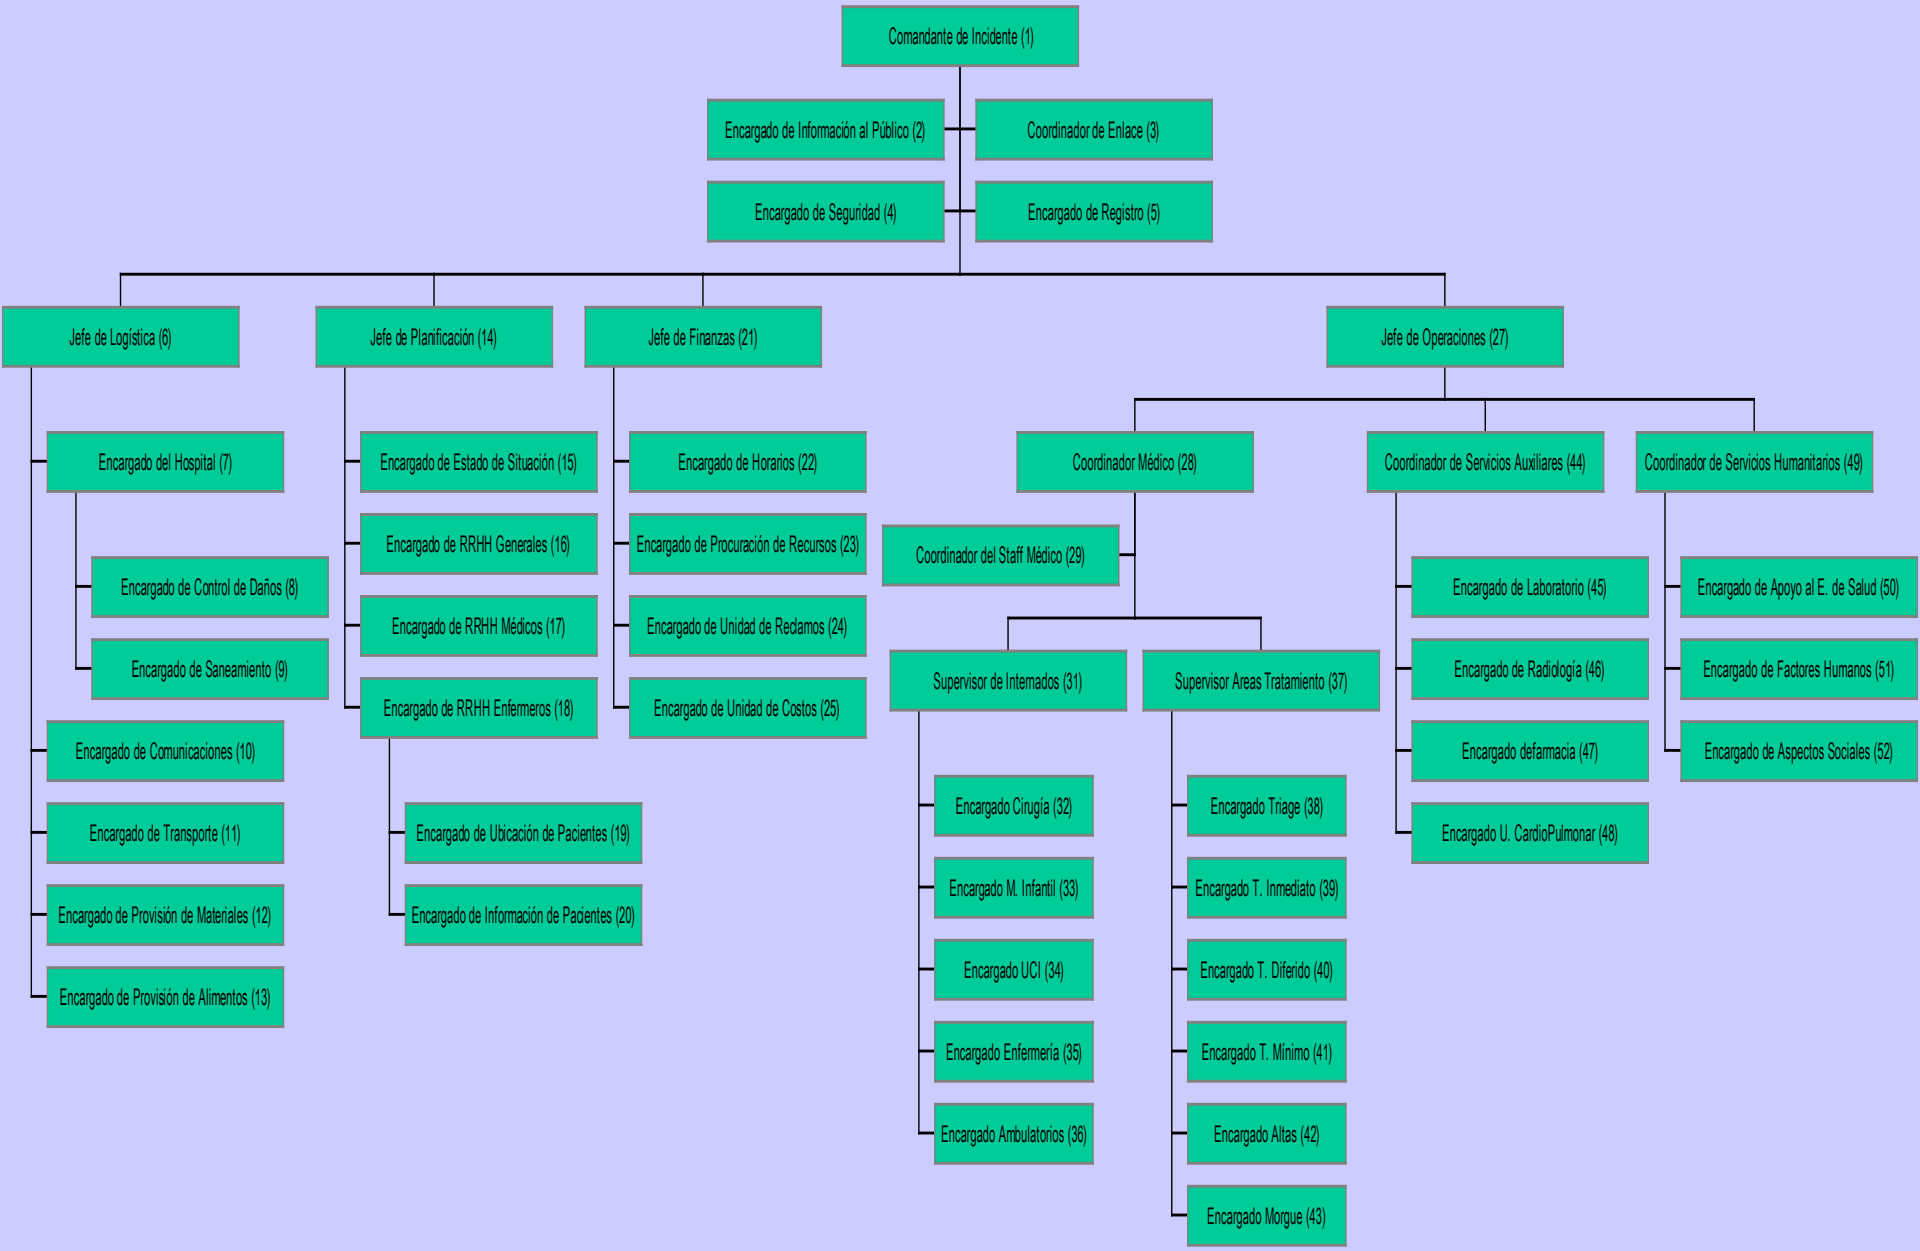 Comandante de Incidente (1)
Encargado de Información al Público (2)
Coordinador de Enlace (3)
Encargado de Seguridad (4)
Encargado de Registro (5)
Jefe de Logística (6)
Jefe de Planificación (14)
Jefe de Finanzas (21)
Jefe de Operaciones (27)
Encargado del Hospital (7)
Encargado de Control de Daños (8)
Encargado de Saneamiento (9)
Encargado de Comunicaciones (10)
Encargado de Transporte (11)
Encargado de Provisión de Materiales (12)
Encargado de Provisión de Alimentos (13)
Encargado de Estado de Situación (15)
Encargado de RRHH Generales (16)
Encargado de RRHH Médicos (17)
Encargado de RRHH Enfermeros (18)
Encargado de Ubicación de Pacientes (19)
Encargado de Información de Pacientes (20)
Encargado de Horarios (22)
Encargado de Procuración de Recursos (23)
Encargado de Unidad de Reclamos (24)
Encargado de Unidad de Costos (25)
Coordinador Médico (28)
Coordinador del Staff Médico (29)
Supervisor de Internados (31)
Encargado Cirugía (32)
Encargado M. Infantil (33)
Encargado UCI (34)
Encargado Enfermería (35)
Encargado Ambulatorios (36)
Supervisor Areas Tratamiento (37)
Encargado Triage (38)
Encargado T. Inmediato (39)
Encargado T. Diferido (40)
Encargado T. Mínimo (41)
Encargado Altas (42)
Encargado Morgue (43)
Coordinador de Servicios Auxiliares (44)
Encargado de Laboratorio (45)
Encargado de Radiología (46)
Encargado defarmacia (47)
Encargado U. CardioPulmonar (48)
Coordinador de Servicios Humanitarios (49)
Encargado de Apoyo al E. de Salud (50)
Encargado de Factores Humanos (51)
Encargado de Aspectos Sociales (52)